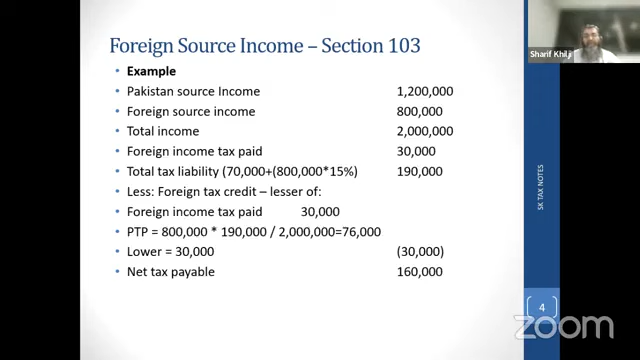 Foreign Source Income – Section 103
Sharif Khilji
• Example
• Pakistan source Income 1,200,000
• Foreign source income 800,000
• Total income 2,000,000
• Foreign income tax paid 30,000
• Total tax liability (70,000+(800,000*15%) 190,000
• Less: Foreign tax credit – lesser of:
• Foreign income tax paid 30,000
• PTP = 800,000 * 190,000 / 2,000,000=76,000
• Lower = 30,000 (30,000)
• Net tax payable 160,000
SK TAX NOTES
4
zoom